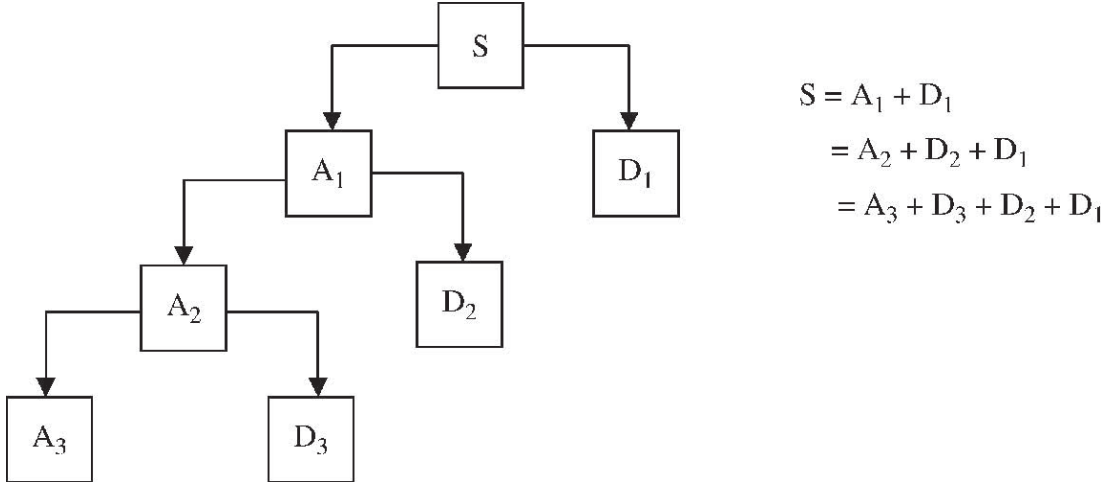 S
A₁
D₁
A₂
D₂
A₃
D₃
S = A₁ + D₁
= A₂ + D₂ + D₁
= A₃ + D₃ + D₂ + D₁